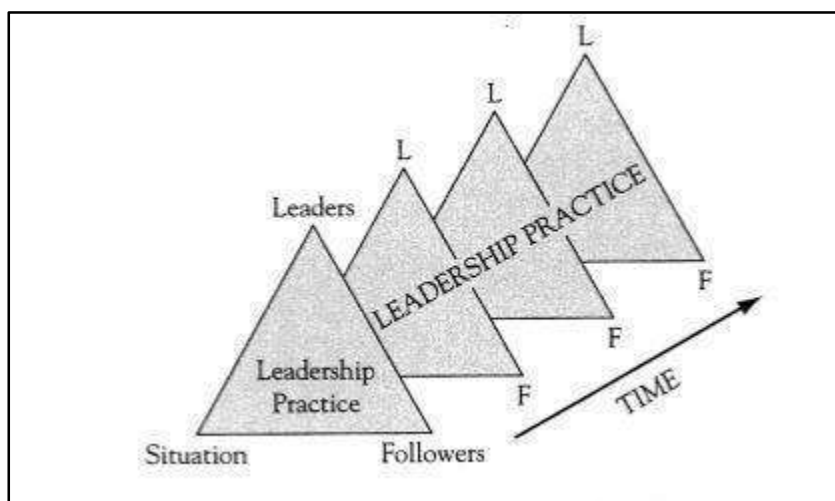 L
L
L
Leaders
LEADERSHIP PRACTICE
Leadership
Practice
F
F
F
TIME
Situation
Followers